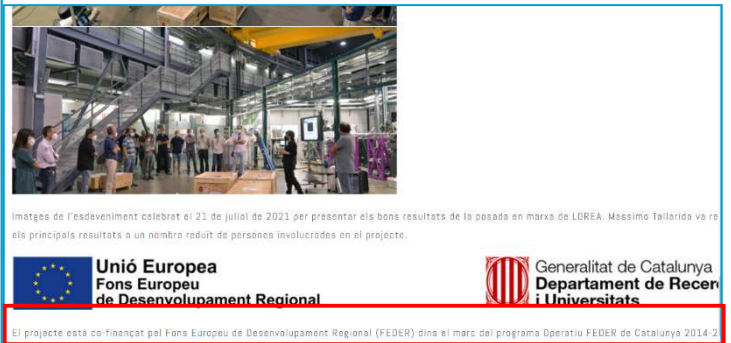 Imatges de l'esdeveniment celebrat el 21 de juliol de 2021 per presentar els bons resultats de la posada en marxa de LOREA. Massimo Tallarida va re
els principals resultats a un nombre reduït de persones involucrades en el projecte.
Unió Europea
Fons Europeu
de Desenvolupament Regional
Generalitat de Catalunya
Departament de Recer
i Universitats
El projecte està co-finançat pel Fons Europeu de Desenvolupament Regional (FEDER) dins el marc del programa Operatiu FEDER de Catalunya 2014-2